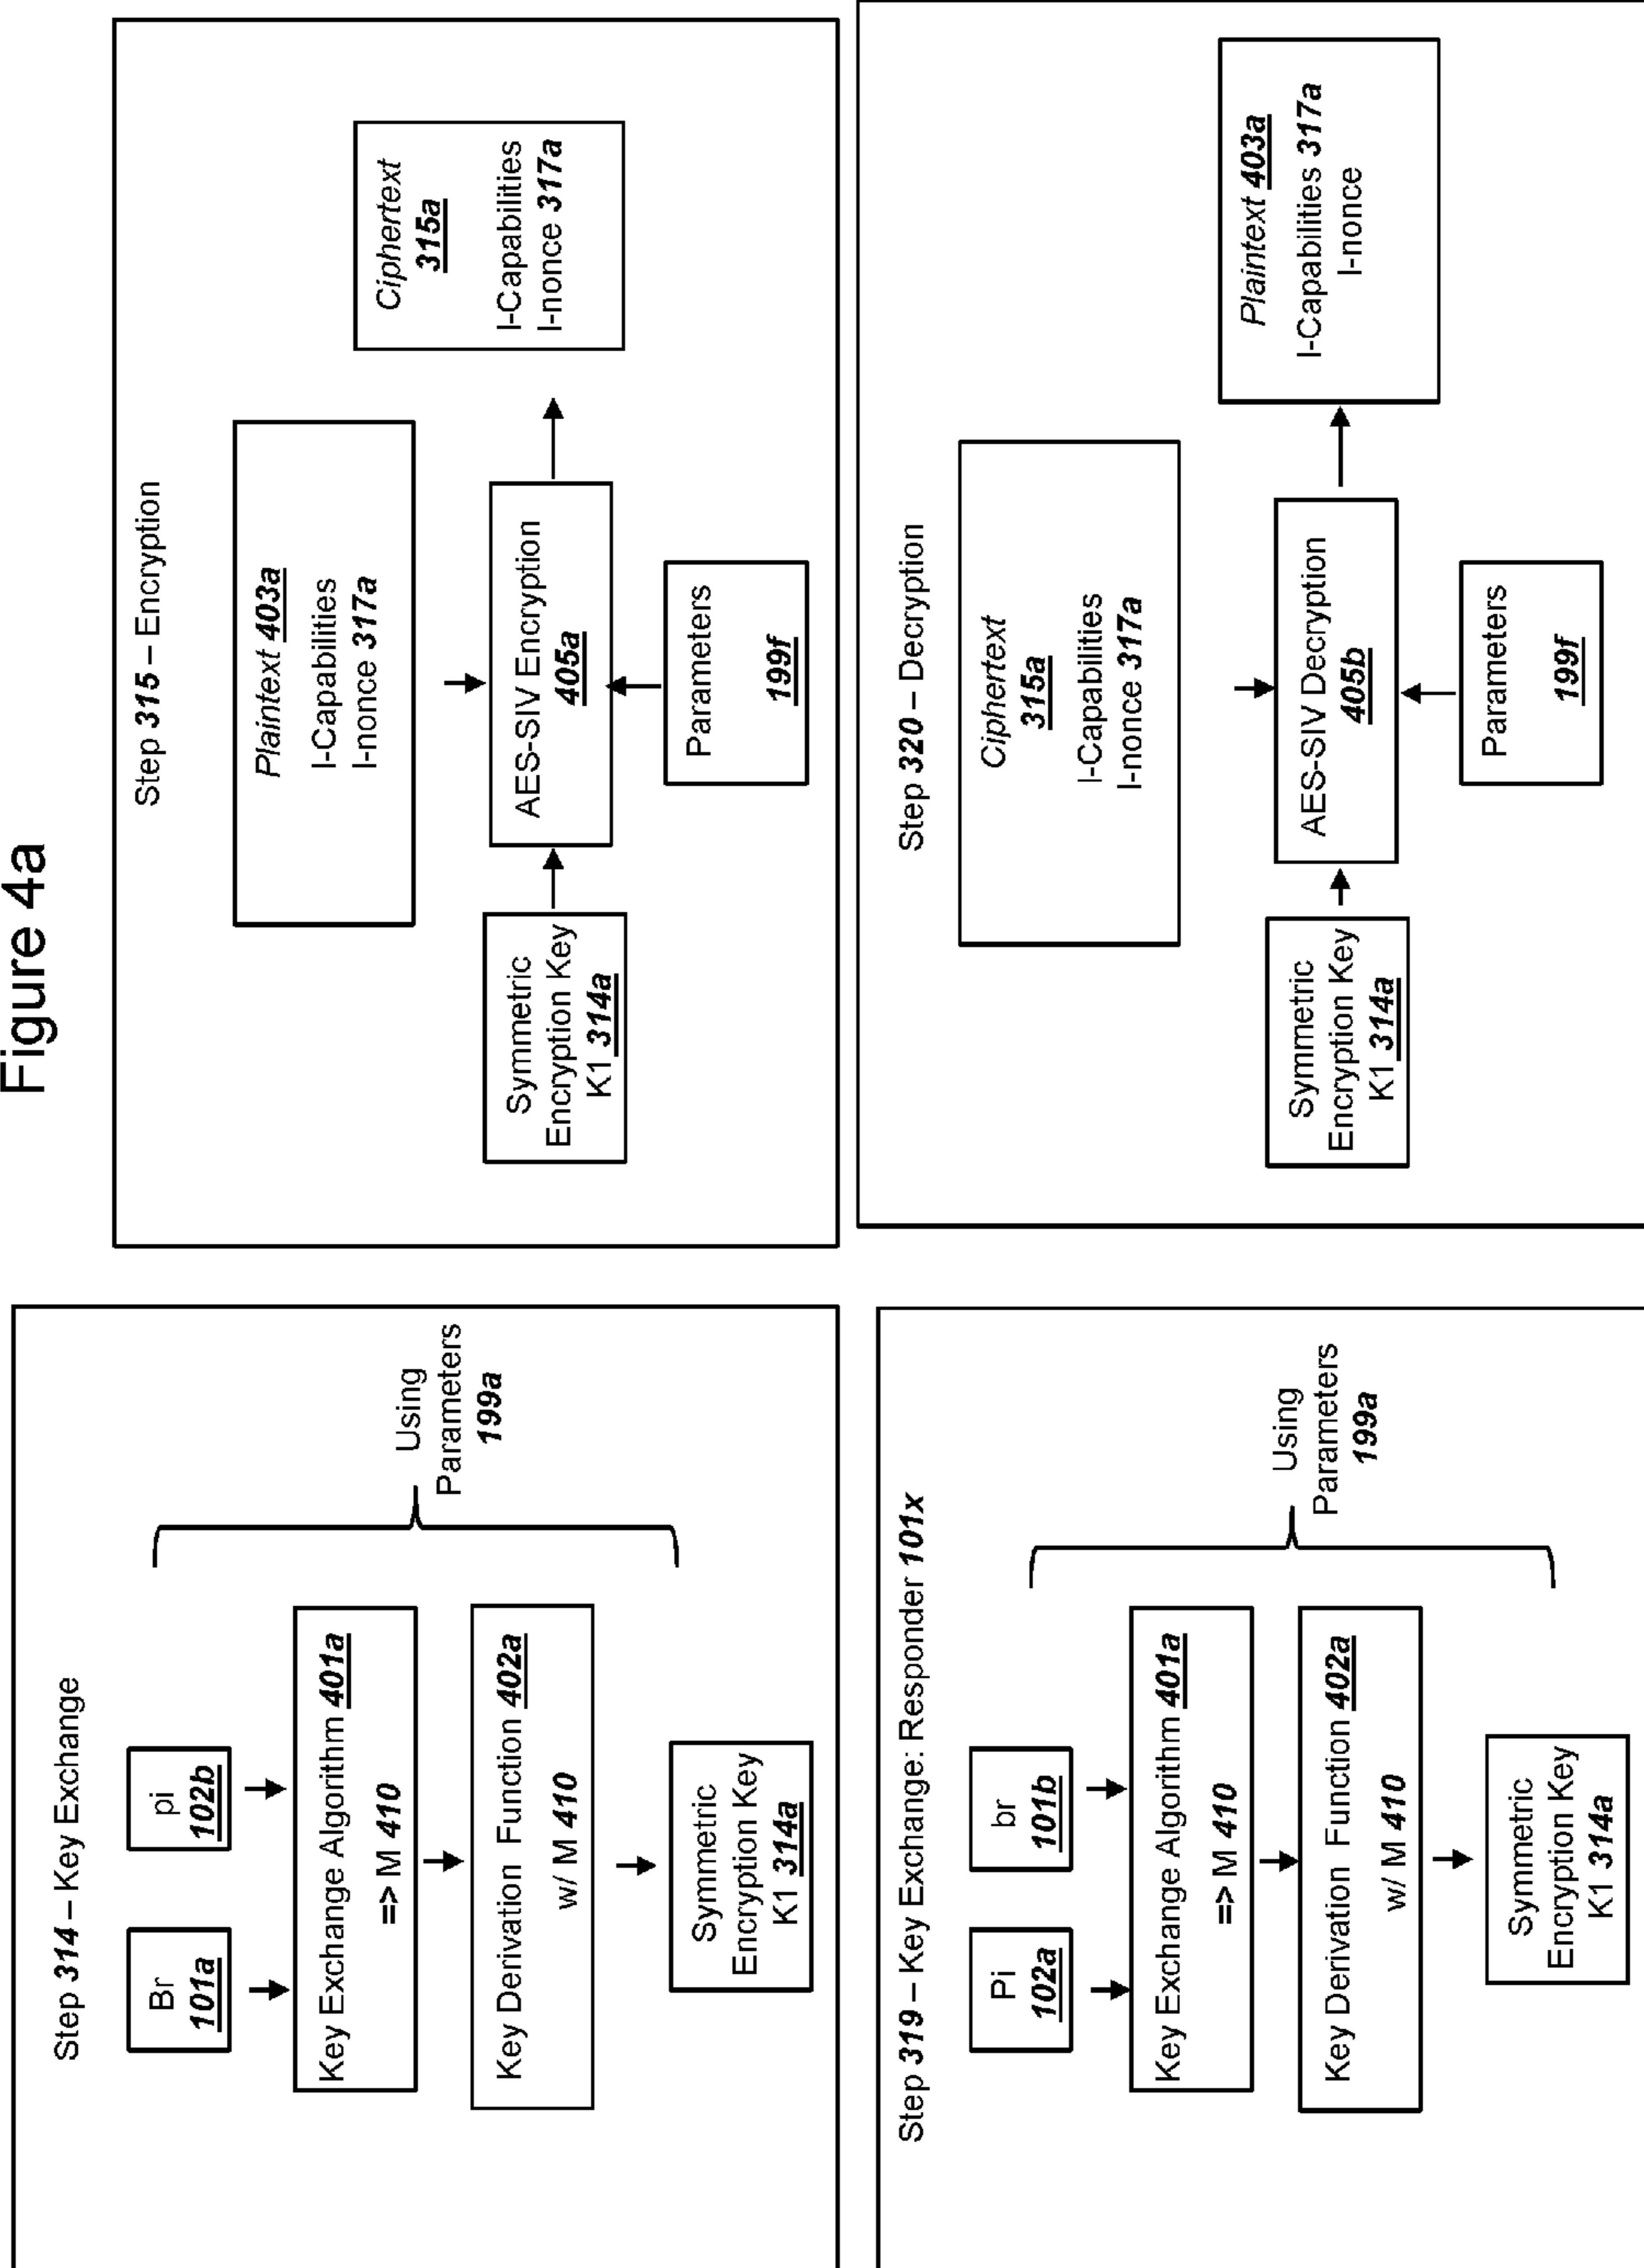 Figure 4a
Step 314 – Key Exchange
Br
101a
pi
102b
Key Exchange Algorithm 401a
=> M 410
Key Derivation Function 402a
w/ M 410
Symmetric
Encryption Key
K1 314a
Using
Parameters
199a
Step 315 – Encryption
Plaintext 403a
I-Capabilities
I-nonce 317a
Symmetric
Encryption Key
K1 314a
AES-SIV Encryption
405a
Parameters
199f
Ciphertext
315a
I-Capabilities
I-nonce 317a
Step 319 – Key Exchange: Responder 101x
Pi
102a
br
101b
Key Exchange Algorithm 401a
=> M 410
Key Derivation Function 402a
w/ M 410
Symmetric
Encryption Key
K1 314a
Using
Parameters
199a
Step 320 – Decryption
Ciphertext
315a
I-Capabilities
I-nonce 317a
Symmetric
Encryption Key
K1 314a
AES-SIV Decryption
405b
Parameters
199f
Plaintext 403a
I-Capabilities 317a
I-nonce